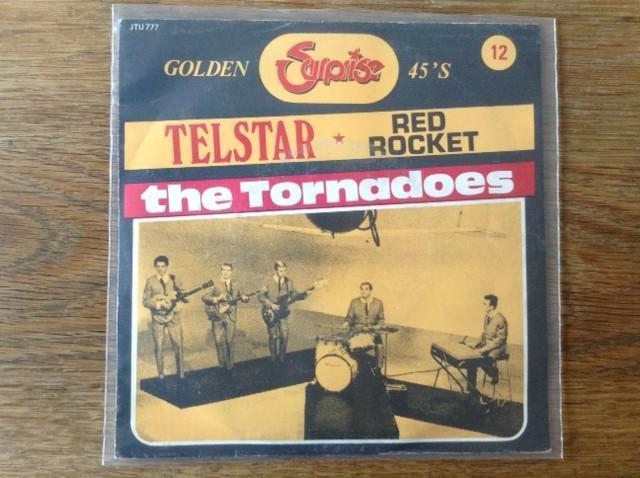 JTU 777
GOLDEN Surprise 45'S 12
TELSTAR ★ RED ROCKET
the Tornadoes